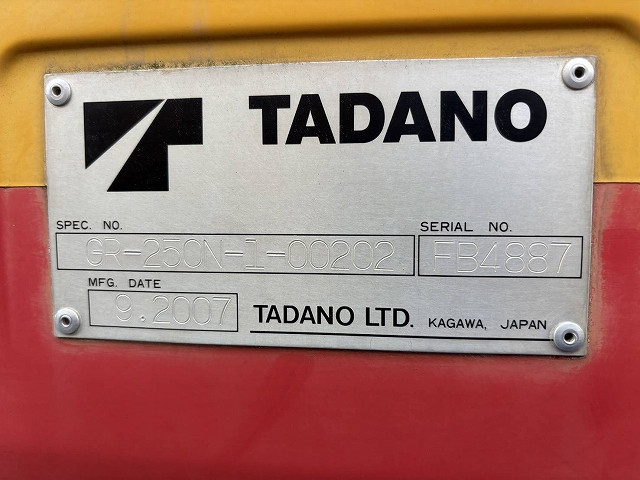 TADANO
SPEC. NO.
SERIAL NO.
GR-250N-1-00202
FB4887
MFG. DATE
9.2007
TADANO LTD. KAGAWA, JAPAN